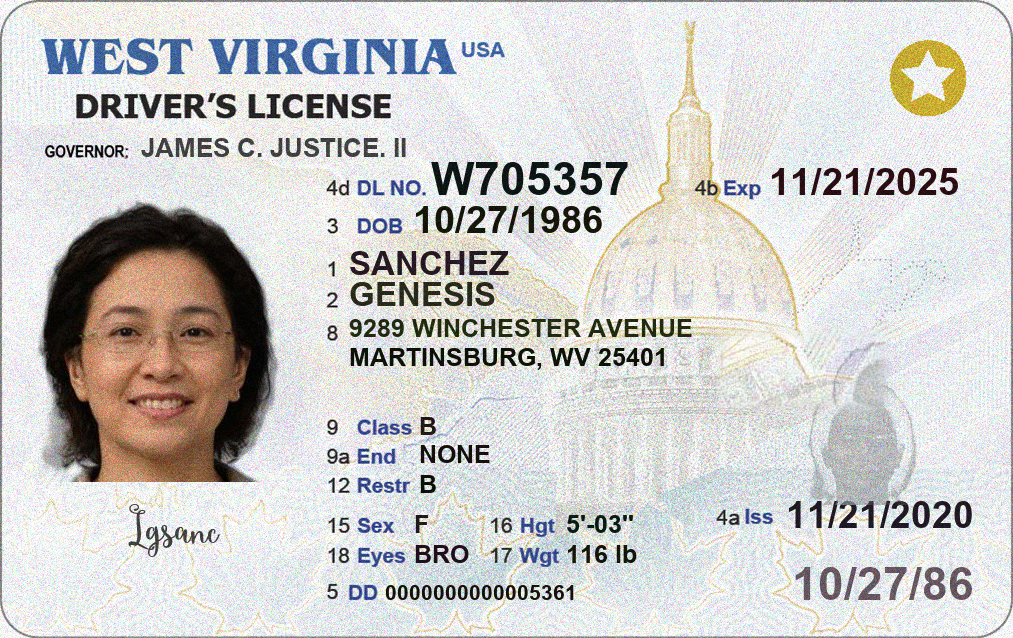 WEST VIRGINIA USA
DRIVER'S LICENSE
GOVERNOR: JAMES C. JUSTICE. II
4d DL NO. W705357 4b Exp 11/21/2025
3 DOB 10/27/1986
1 SANCHEZ
2 GENESIS
8 9289 WINCHESTER AVENUE
MARTINSBURG, WV 25401
9 Class B
9a End NONE
12 Restr B
15 Sex F 16 Hgt 5'-03" 4a Iss 11/21/2020
18 Eyes BRO 17 Wgt 116 lb
5 DD 0000000000005361
10/27/86
Igsanc